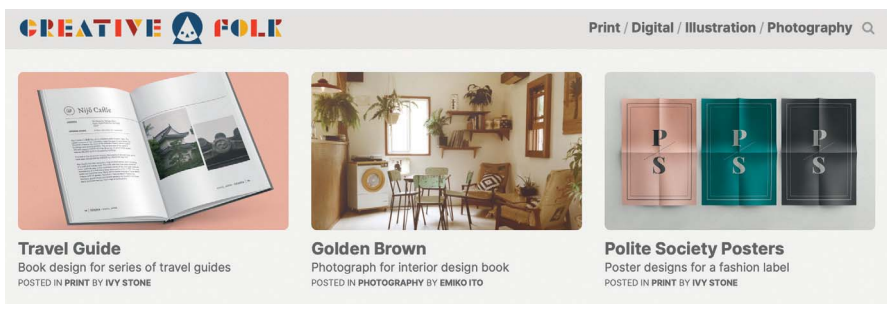 CREATIVE FOLK
Print / Digital / Illustration / Photography
Nijō Castle
P
S
P
S
P
S
Travel Guide
Book design for series of travel guides
POSTED IN PRINT BY IVY STONE
Golden Brown
Photograph for interior design book
POSTED IN PHOTOGRAPHY BY EMIKO ITO
Polite Society Posters
Poster designs for a fashion label
POSTED IN PRINT BY IVY STONE